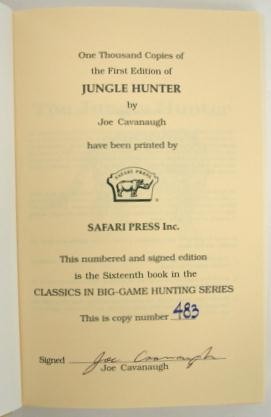 One Thousand Copies of
the First Edition of
JUNGLE HUNTER
by
Joe Cavanaugh
have been printed by
SAFARI PRESS
SAFARI PRESS Inc.
This numbered and signed edition
is the Sixteenth book in the
CLASSICS IN BIG-GAME HUNTING SERIES
This is copy number 483
Signed Joe Cavanaugh
Joe Cavanaugh